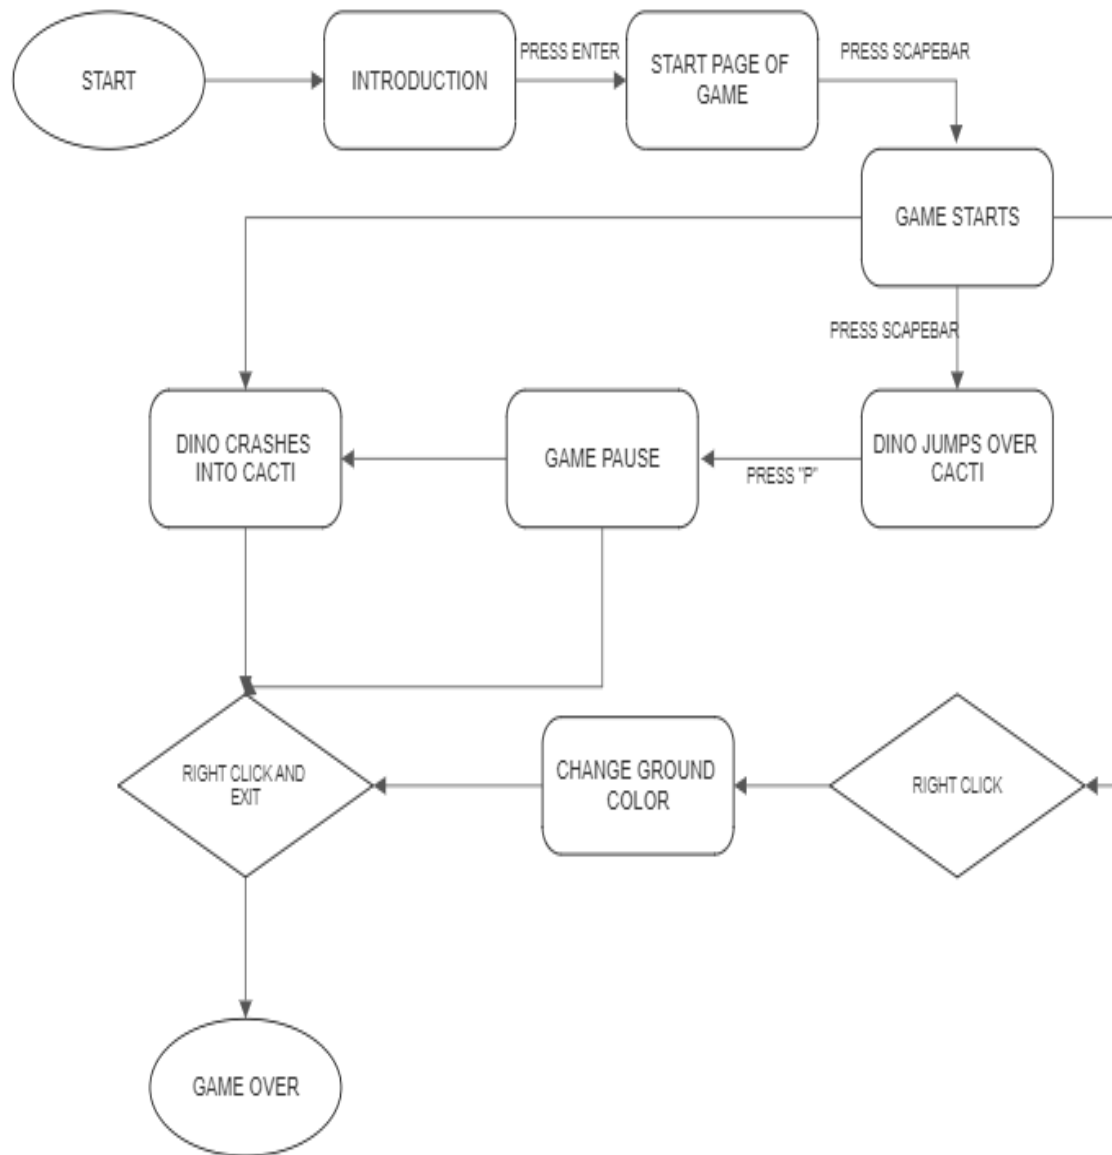 START
INTRODUCTION
PRESS ENTER
START PAGE OF
GAME
PRESS SCAPEBAR
GAME STARTS
PRESS SCAPEBAR
DINO CRASHES
INTO CACTI
GAME PAUSE
PRESS "P"
DINO JUMPS OVER
CACTI
RIGHT CLICK AND
EXIT
CHANGE GROUND
COLOR
RIGHT CLICK
GAME OVER